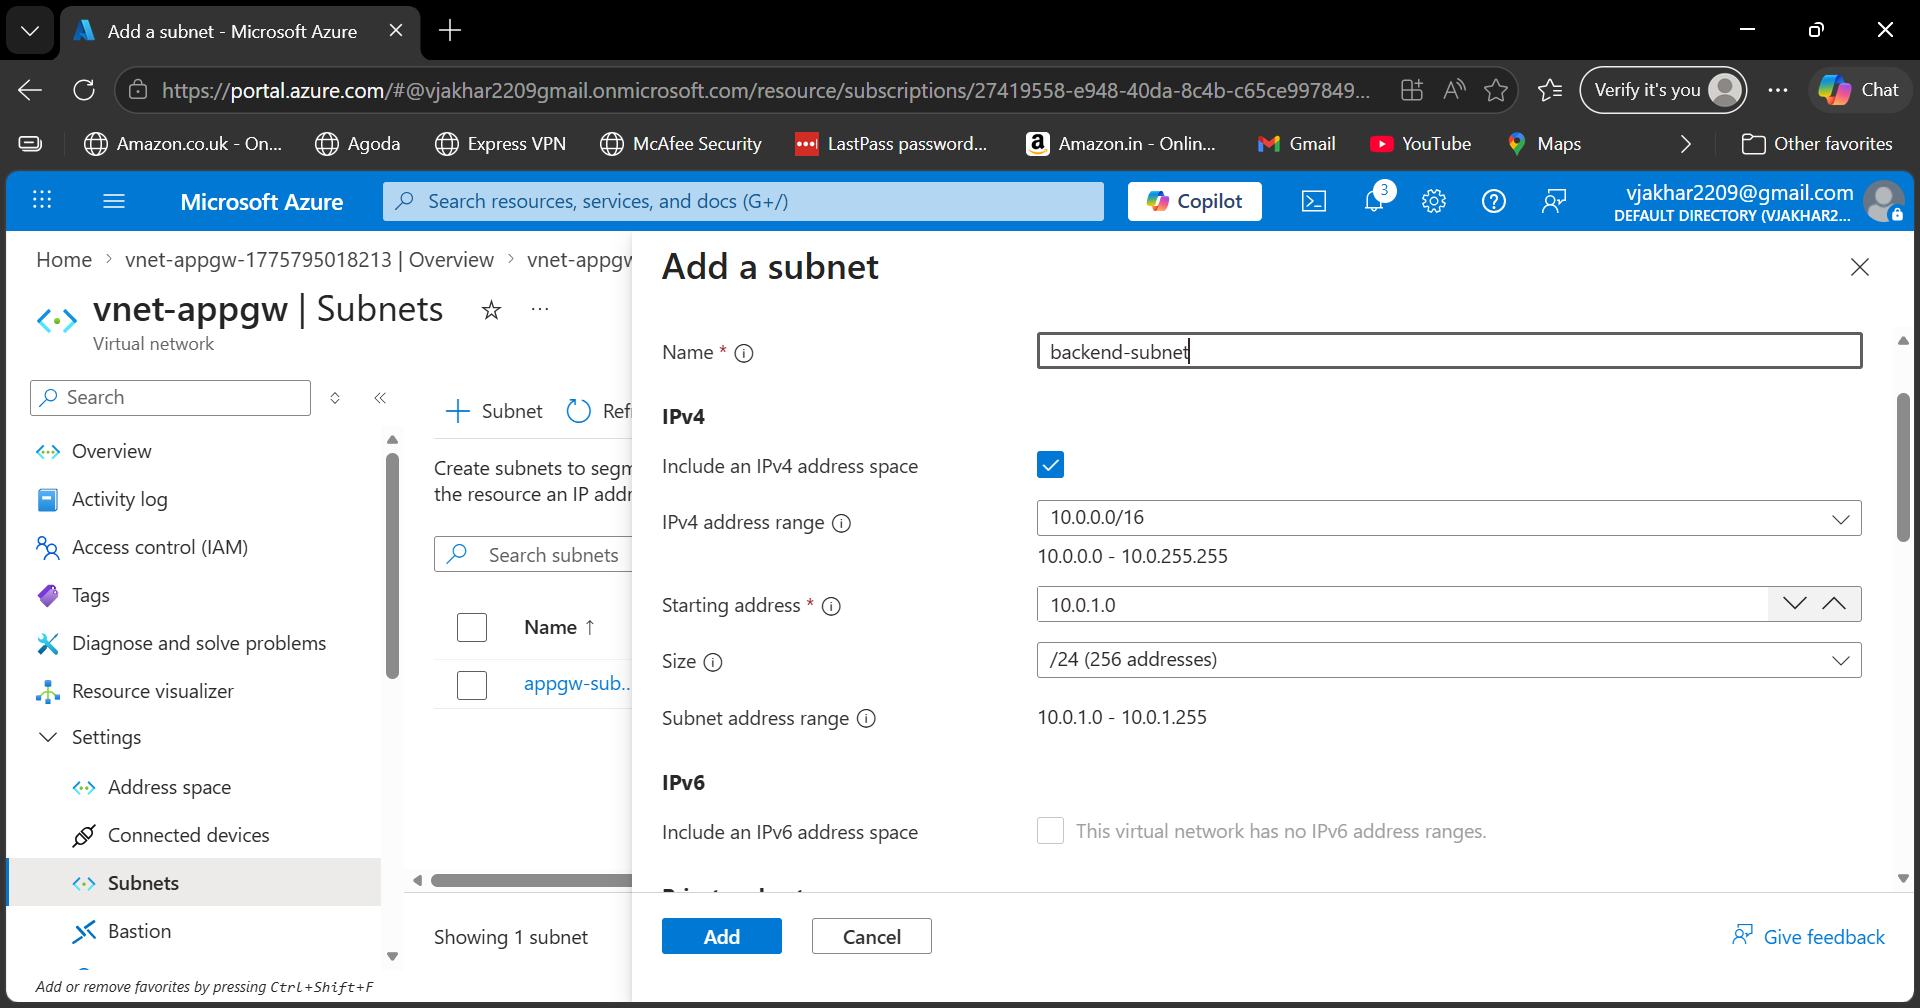 Add a subnet - Microsoft Azure
https://portal.azure.com/#@vjakhar2209gmail.onmicrosoft.com/resource/subscriptions/27419558-e948-40da-8c4b-c65ce997849...
Verify it's you
Chat
Amazon.co.uk - On...
Agoda
Express VPN
McAfee Security
LastPass password...
Amazon.in - Onlin...
Gmail
YouTube
Maps
Other favorites
Microsoft Azure
Search resources, services, and docs (G+/)
Copilot
3
vjakhar2209@gmail.com
DEFAULT DIRECTORY (VJAKHAR2...
Home > vnet-appgw-1775795018213 | Overview > vnet-appgw
vnet-appgw | Subnets
Virtual network
Search
Overview
Activity log
Access control (IAM)
Tags
Diagnose and solve problems
Resource visualizer
Settings
Address space
Connected devices
Subnets
Bastion
Add or remove favorites by pressing Ctrl+Shift+F
Subnet
Refr
Create subnets to segm
the resource an IP addr
Search subnets
Name ↑
appgw-sub...
Showing 1 subnet
Add a subnet
Name *
backend-subnet
IPv4
Include an IPv4 address space
IPv4 address range
10.0.0.0/16
10.0.0.0 - 10.0.255.255
Starting address *
10.0.1.0
Size
/24 (256 addresses)
Subnet address range
10.0.1.0 - 10.0.1.255
IPv6
Include an IPv6 address space
This virtual network has no IPv6 address ranges.
Add
Cancel
Give feedback